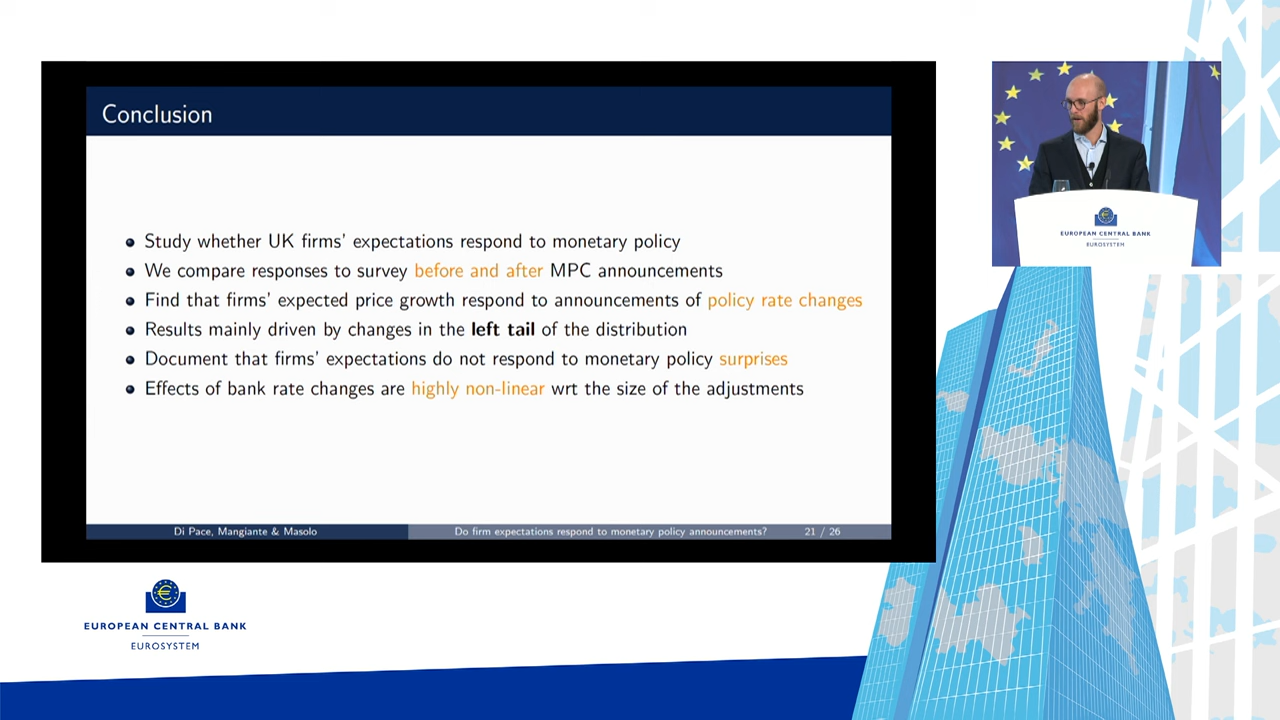 Conclusion
Study whether UK firms' expectations respond to monetary policy
We compare responses to survey before and after MPC announcements
Find that firms' expected price growth respond to announcements of policy rate changes
Results mainly driven by changes in the left tail of the distribution
Document that firms' expectations do not respond to monetary policy surprises
Effects of bank rate changes are highly non-linear wrt the size of the adjustments
Di Pace, Mangiante & Masolo
Do firm expectations respond to monetary policy announcements?
21 / 26
EUROPEAN CENTRAL BANK
EUROSYSTEM
EUROPEAN CENTRAL BANK
EUROSYSTEM